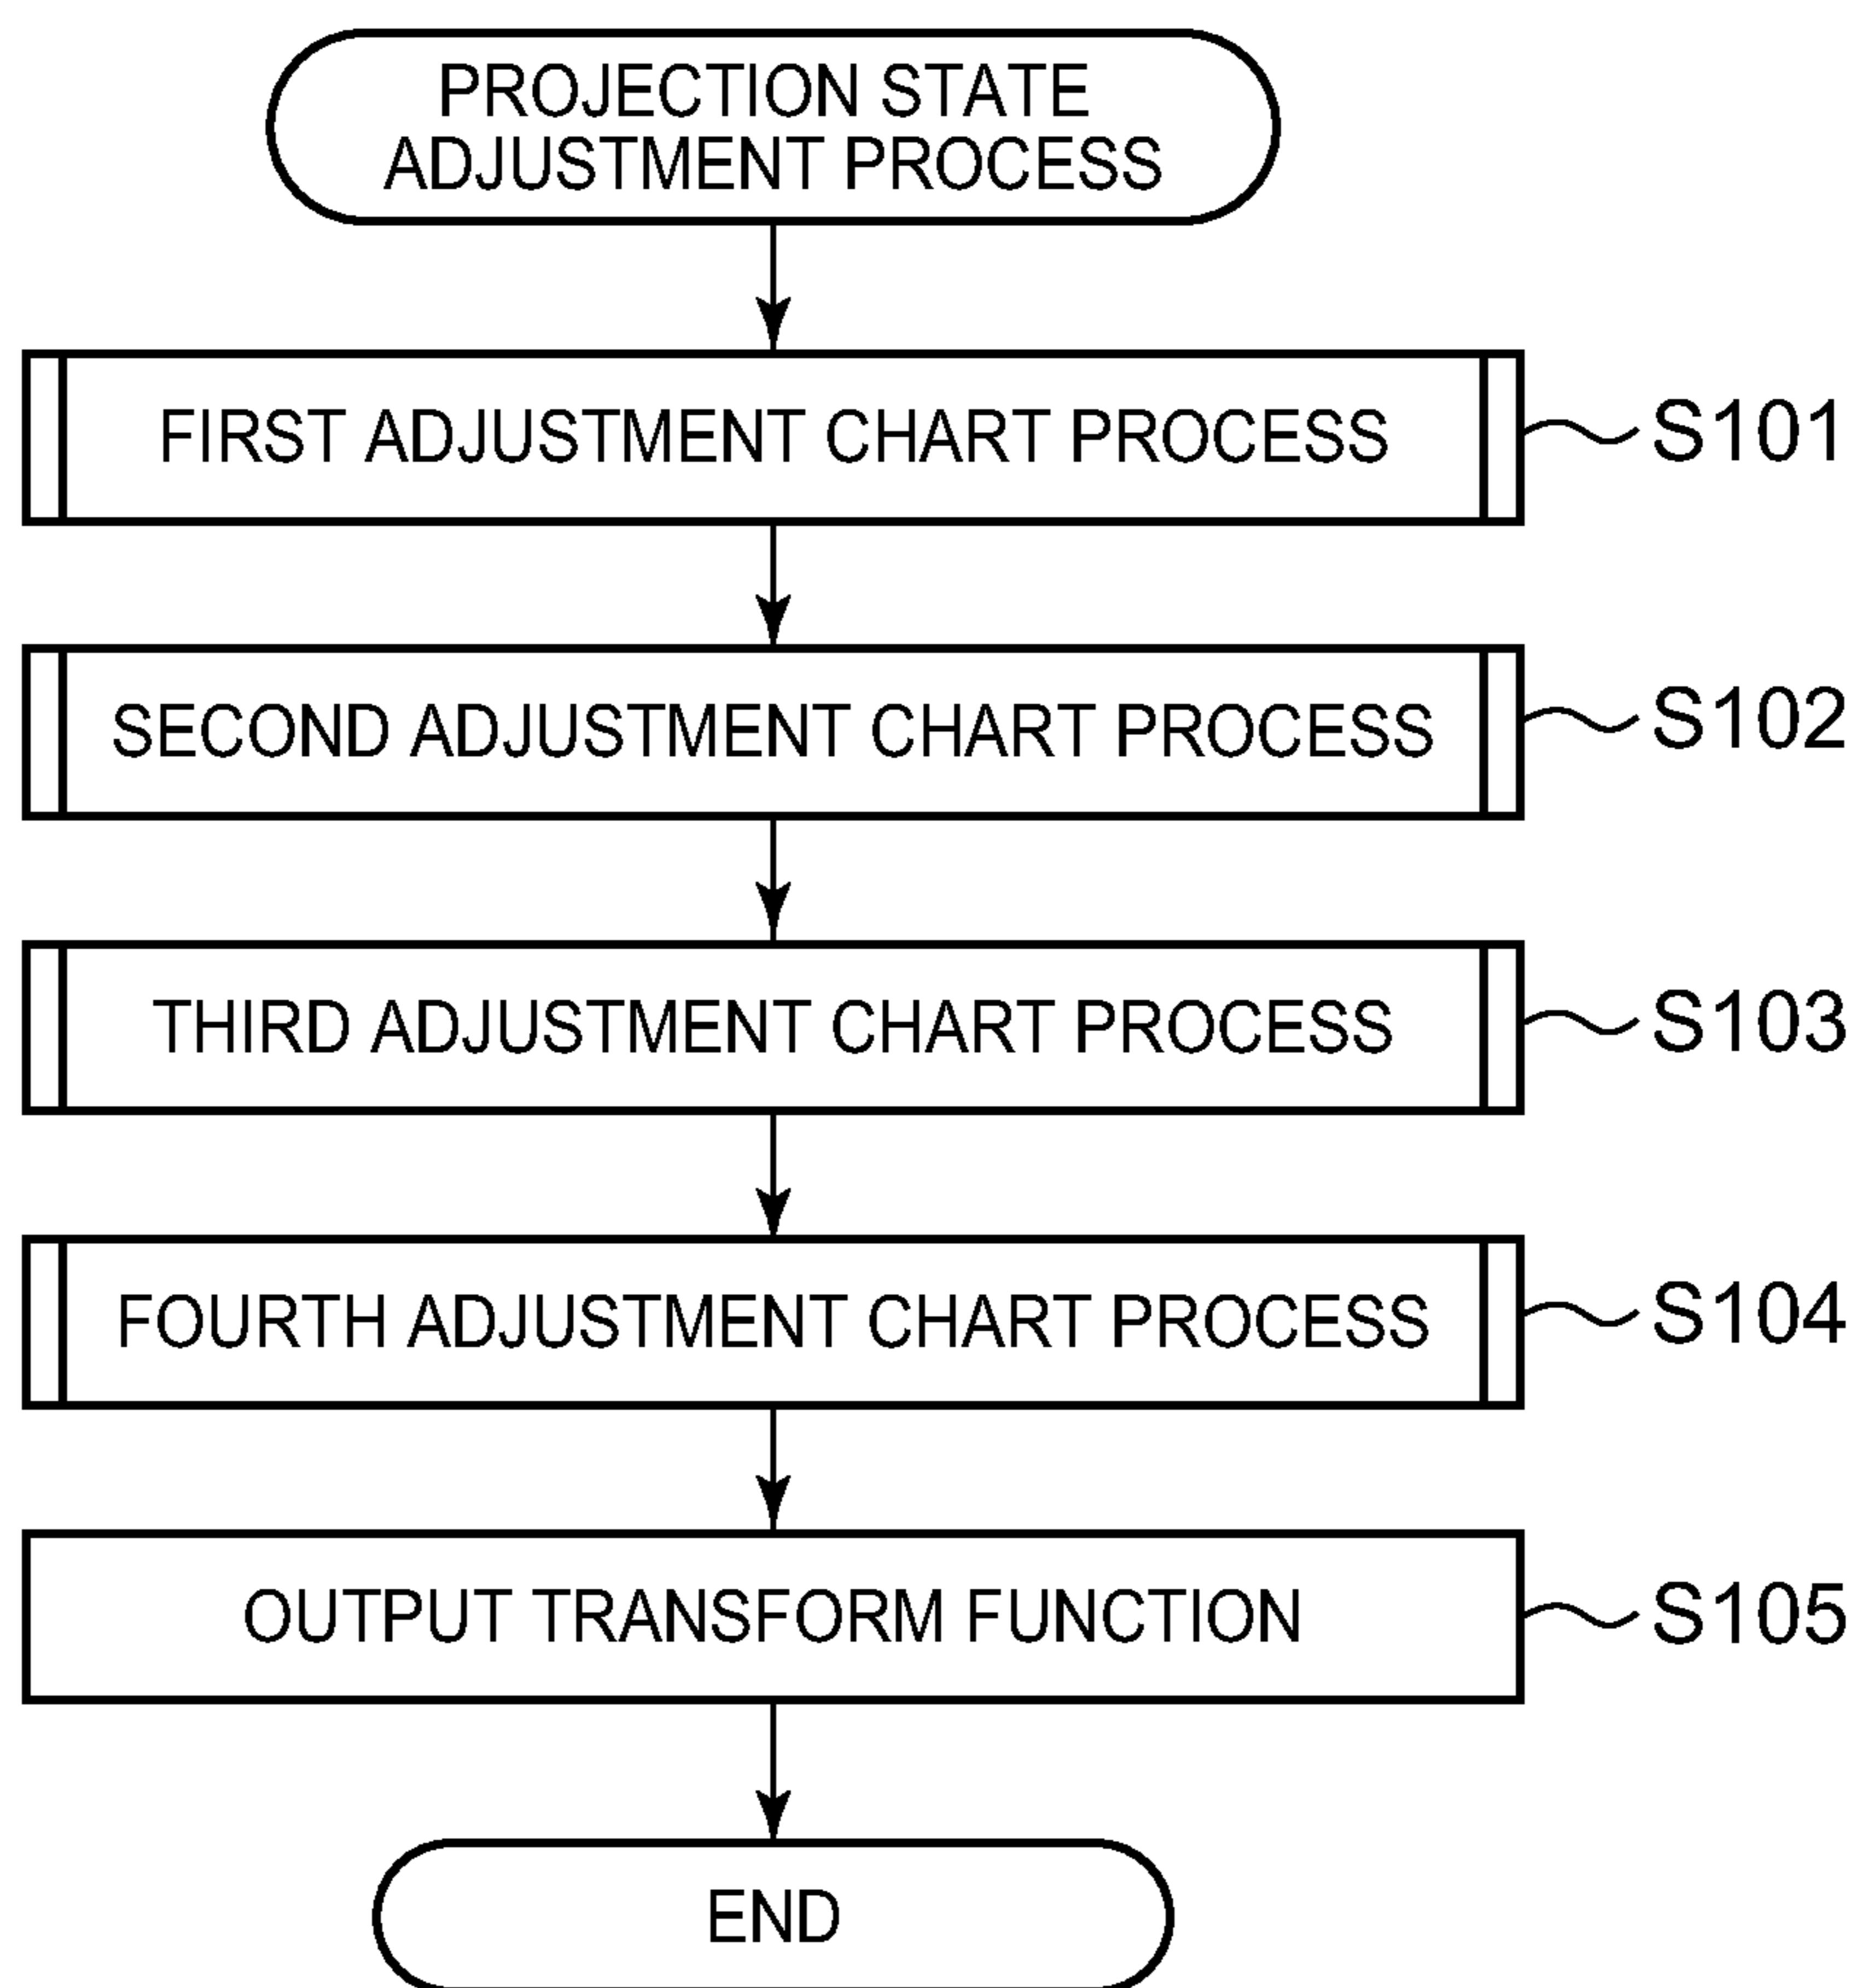 PROJECTION STATE
ADJUSTMENT PROCESS
FIRST ADJUSTMENT CHART PROCESS
S101
SECOND ADJUSTMENT CHART PROCESS
S102
THIRD ADJUSTMENT CHART PROCESS
S103
FOURTH ADJUSTMENT CHART PROCESS
S104
OUTPUT TRANSFORM FUNCTION
S105
END